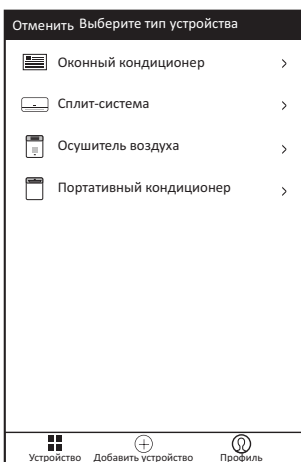 Отменить Выберите тип устройства
Оконный кондиционер
Сплит-система
Осушитель воздуха
Портативный кондиционер
Устройство Добавить устройство Профиль